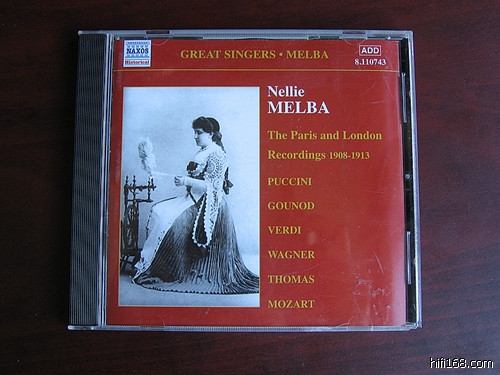 NAXOS
Historical
GREAT SINGERS • MELBA
ADD
8.110743
Nellie
MELBA
The Paris and London
Recordings 1908-1913
PUCCINI
GOUNOD
VERDI
WAGNER
THOMAS
MOZART
hifi168.com